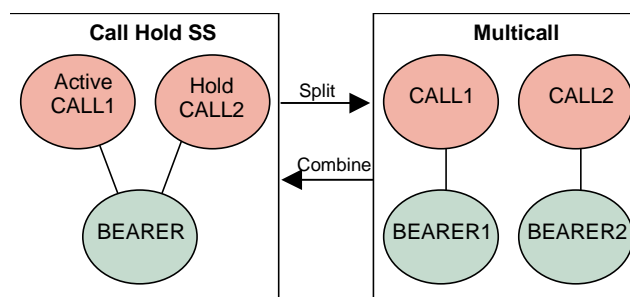 Call Hold SS
Active
CALL1
Hold
CALL2
BEARER
Split
Combine
Multicall
CALL1
CALL2
BEARER1
BEARER2